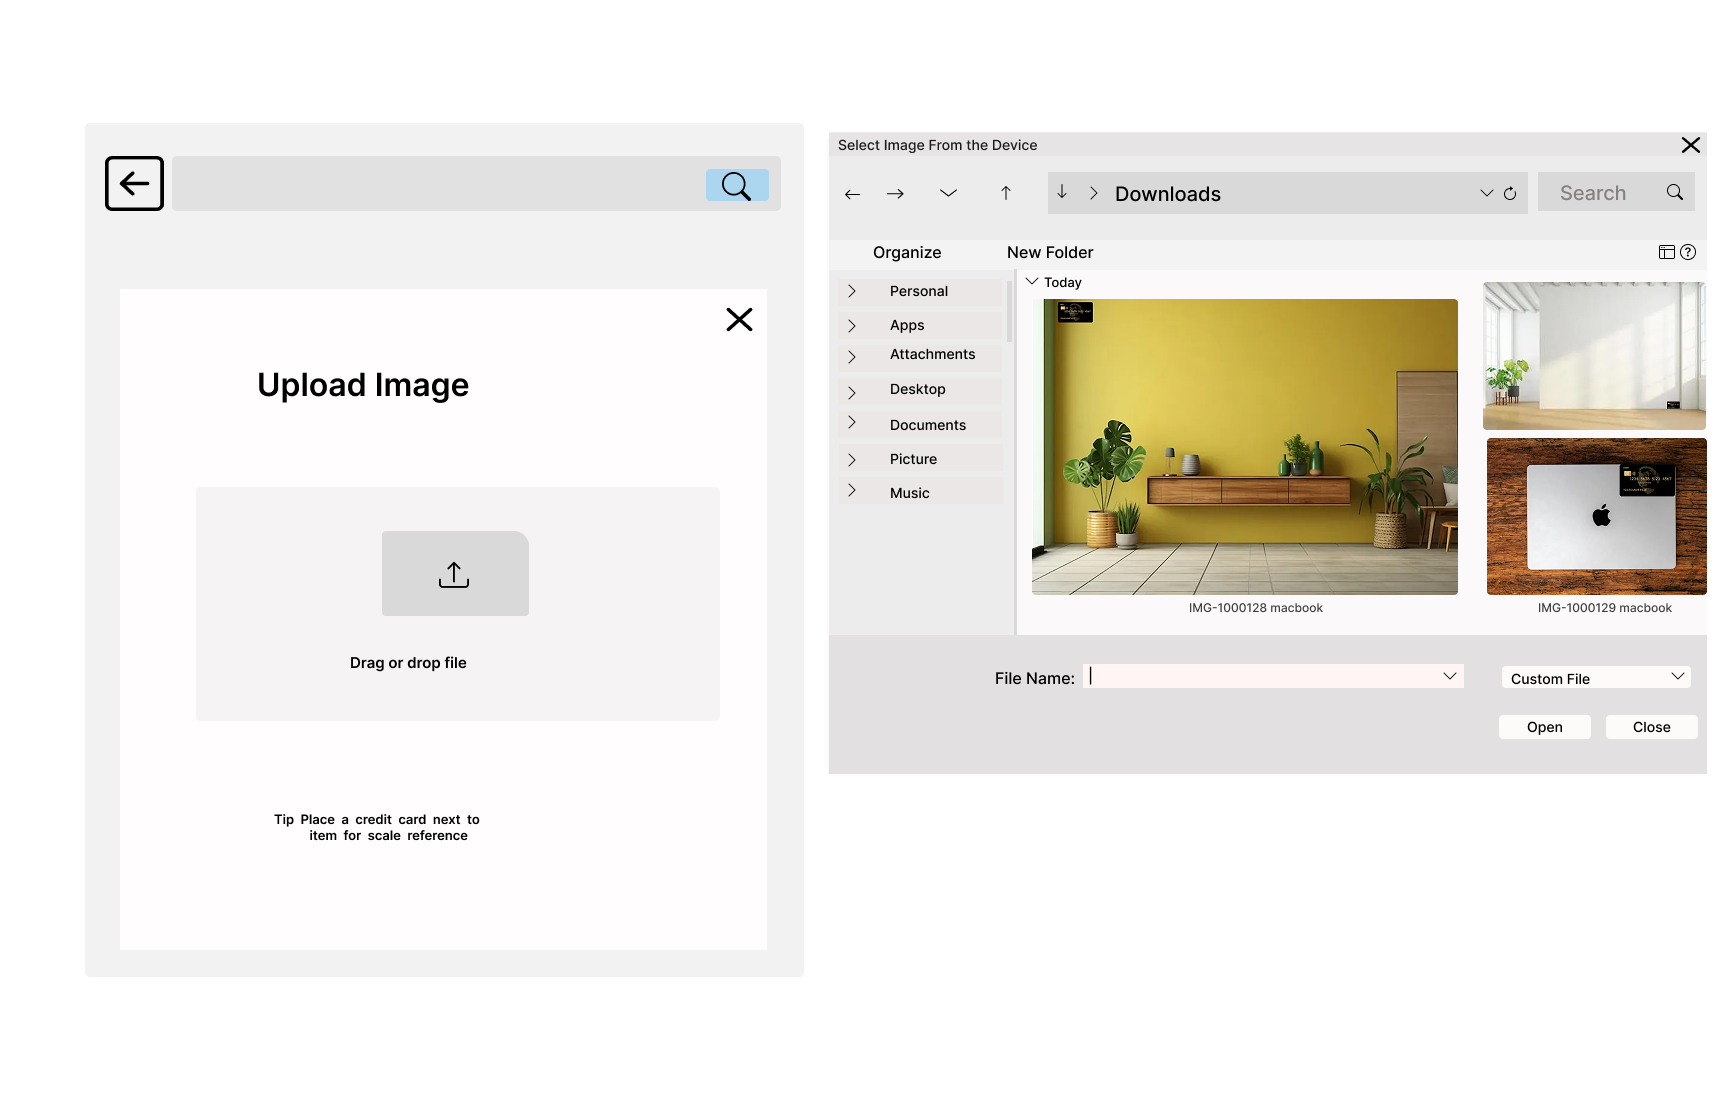 Upload Image
Drag or drop file
Tip Place a credit card next to
item for scale reference
Select Image From the Device
Downloads
Search
Organize
New Folder
Personal
Apps
Attachments
Desktop
Documents
Picture
Music
Today
IMG-1000128 macbook
IMG-1000129 macbook
File Name:
Custom File
Open
Close